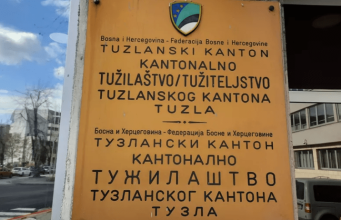 Bosna i Hercegovina - Federacija Bosne i Hercegovine
TUZLANSKI KANTON
KANTONALNO
TUŽILAŠTVO/TUŽITELJSTVO
TUZLANSKOG KANTONA
TUZLA
Босна и Херцеговина - Федерација Босне и Херцеговине
ТУЗЛАНСКИ КАНТОН
КАНТОНАЛНО
ТУЖИЛАШТВО
ТУЗЛАНСКОГ КАНТОНА
ТУЗЛА